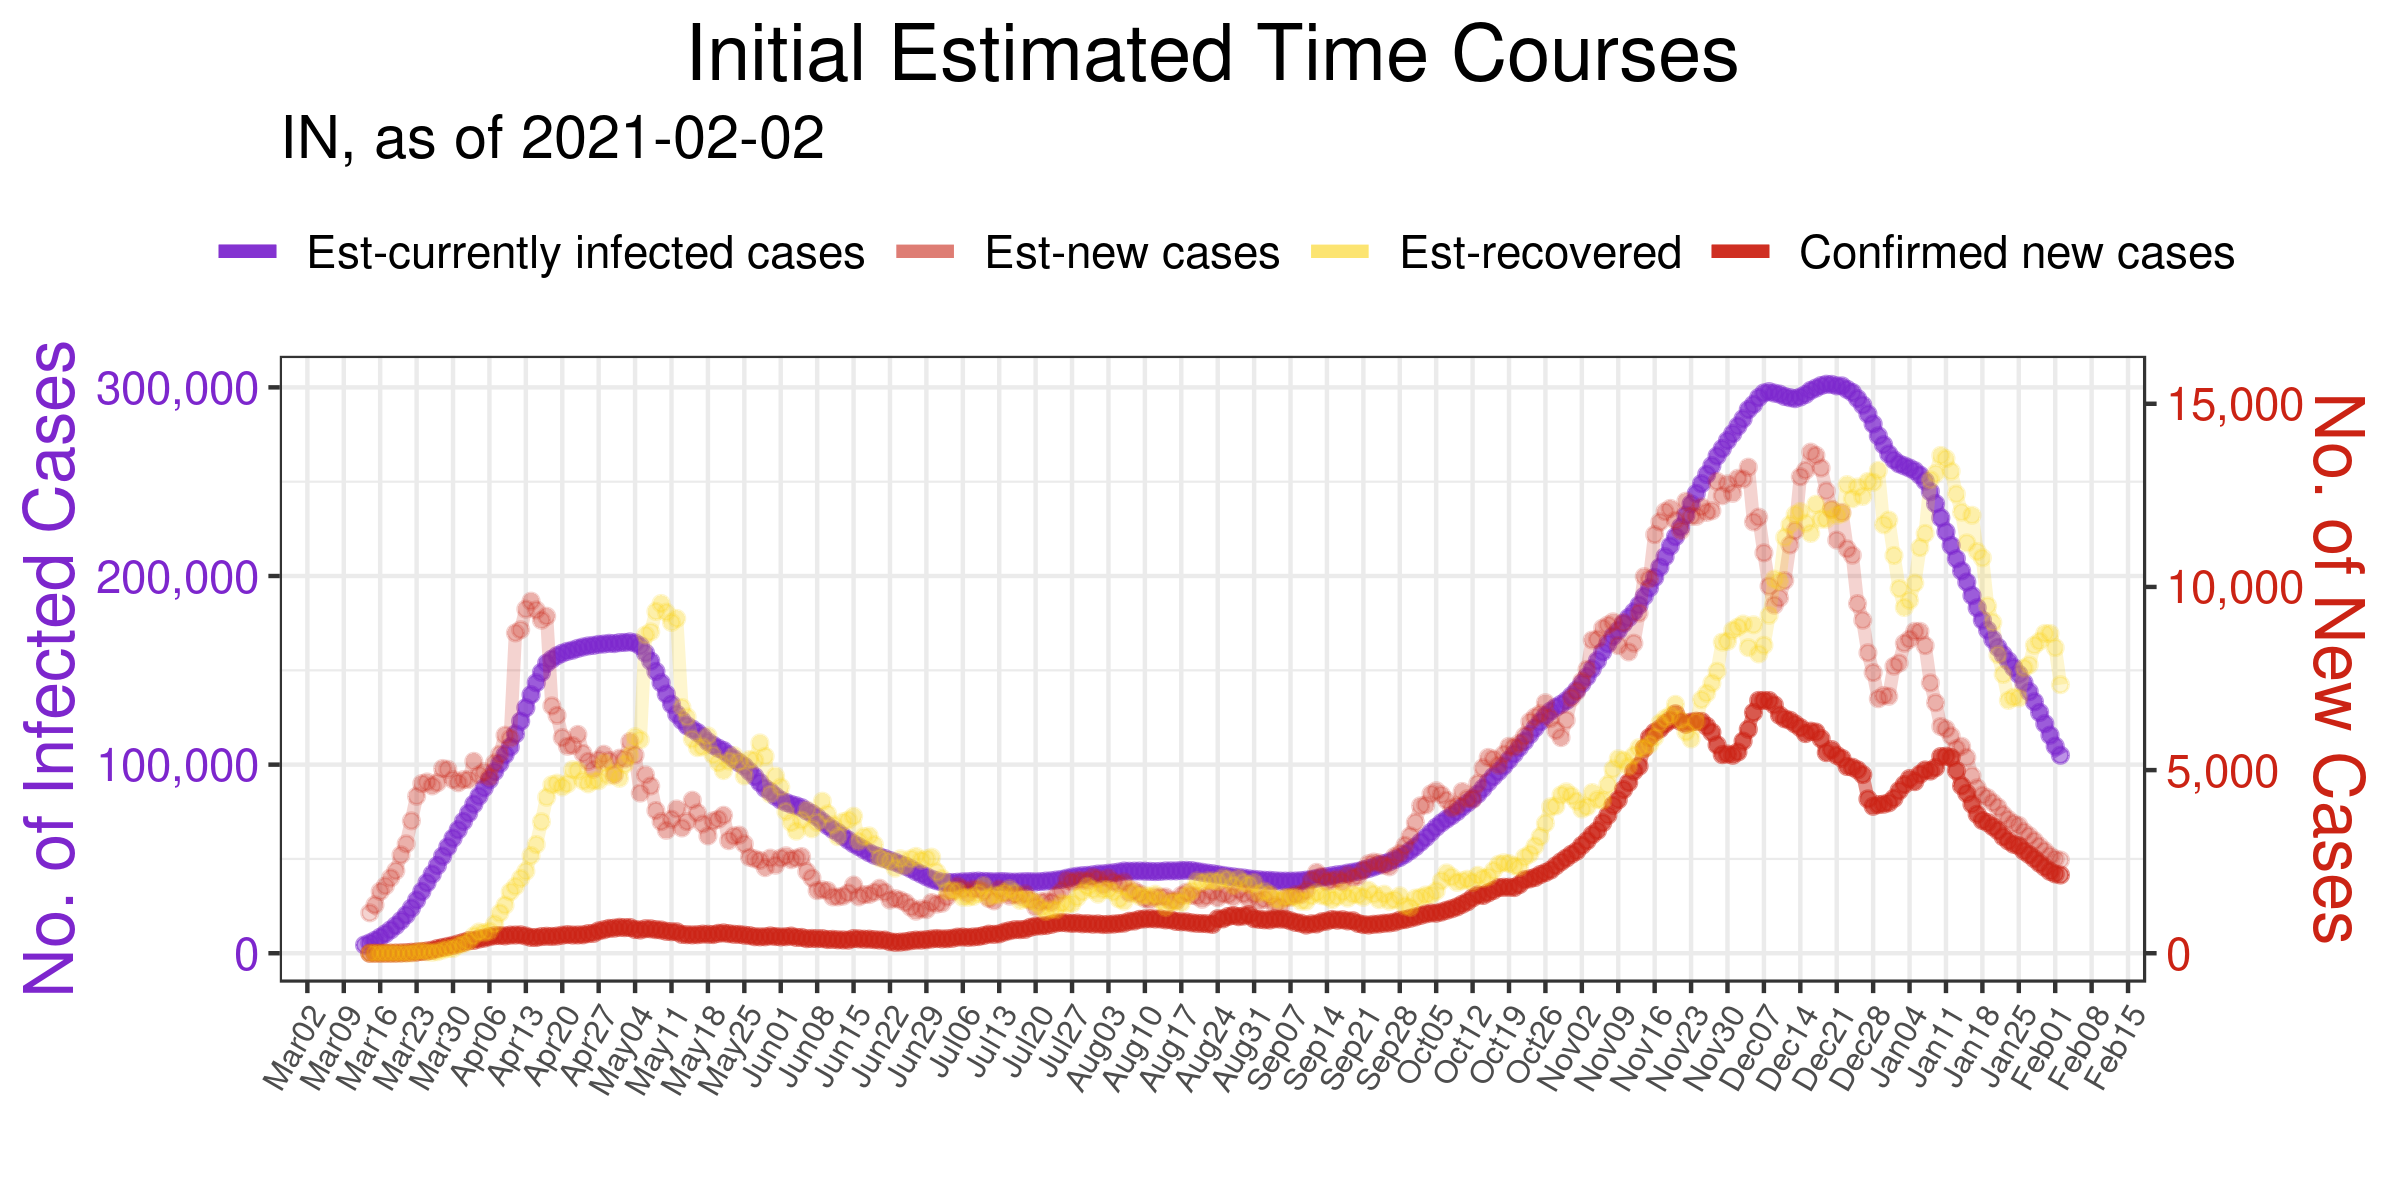 Initial Estimated Time Courses
IN, as of 2021-02-02
Est-currently infected cases
Est-new cases
Est-recovered
Confirmed new cases
No. of Infected Cases
300,000
200,000
100,000
0
15,000
10,000
5,000
0
No. of New Cases
Mar02
Mar09
Mar16
Mar23
Mar30
Apr06
Apr13
Apr20
Apr27
May04
May11
May18
May25
Jun01
Jun08
Jun15
Jun22
Jun29
Jul06
Jul13
Jul20
Jul27
Aug03
Aug10
Aug17
Aug24
Aug31
Sep07
Sep14
Sep21
Sep28
Oct05
Oct12
Oct19
Oct26
Nov02
Nov09
Nov16
Nov23
Nov30
Dec07
Dec14
Dec21
Dec28
Jan04
Jan11
Jan18
Jan25
Feb01
Feb08
Feb15